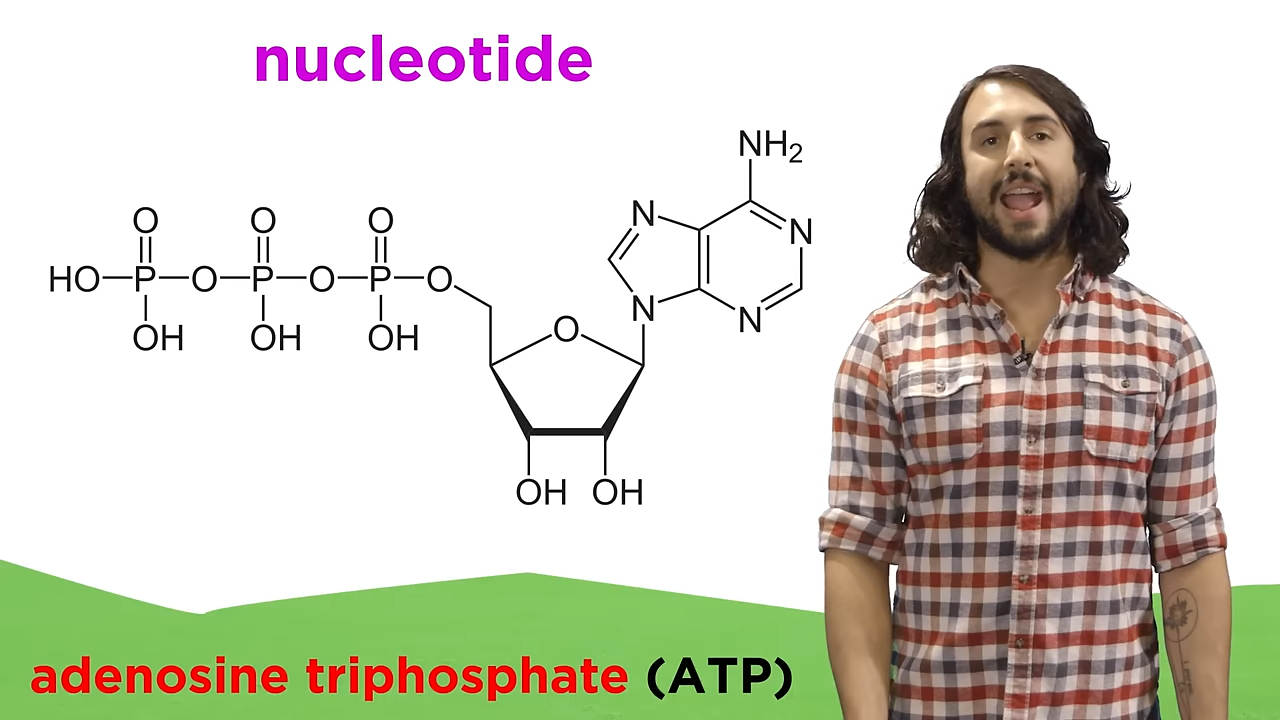 nucleotide
NH2
N N
O O O
HO P O P O P O
N N
OH OH OH
O
OH OH
adenosine triphosphate (ATP)